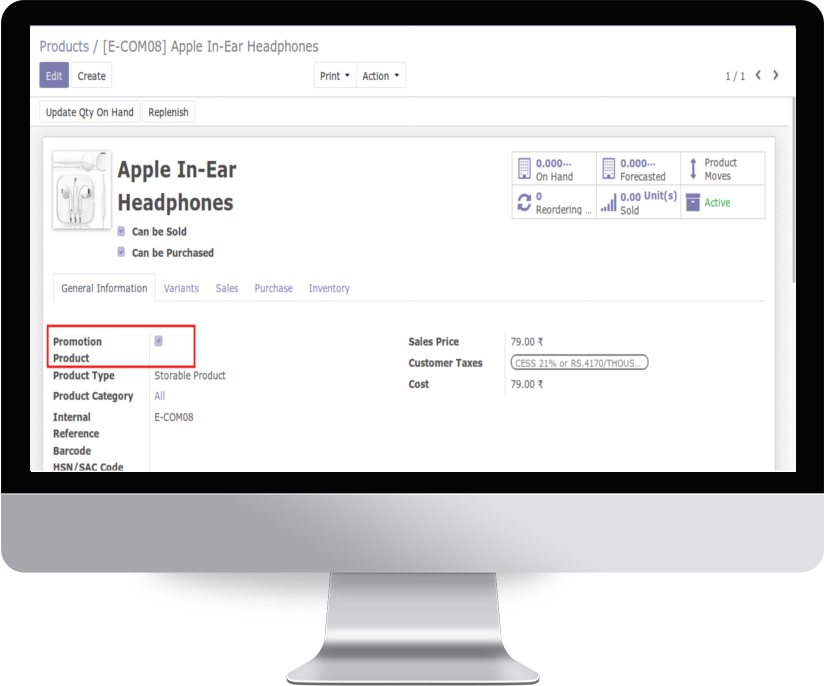 Products / [E-COM08] Apple In-Ear Headphones
Edit Create Print Action 1 / 1
Update Qty On Hand Replenish
Apple In-Ear
Headphones
Can be Sold
Can be Purchased
0.000...
On Hand
0.000...
Forecasted
Product
Moves
0
Reordering ...
0.00 Unit(s)
Sold
Active
General Information Variants Sales Purchase Inventory
Promotion
Product
Product Type Storable Product
Product Category All
Internal E-COM08
Reference
Barcode
HSN/SAC Code
Sales Price 79.00 ₹
Customer Taxes CESS 21% or RS.4170/THOUS...
Cost 79.00 ₹